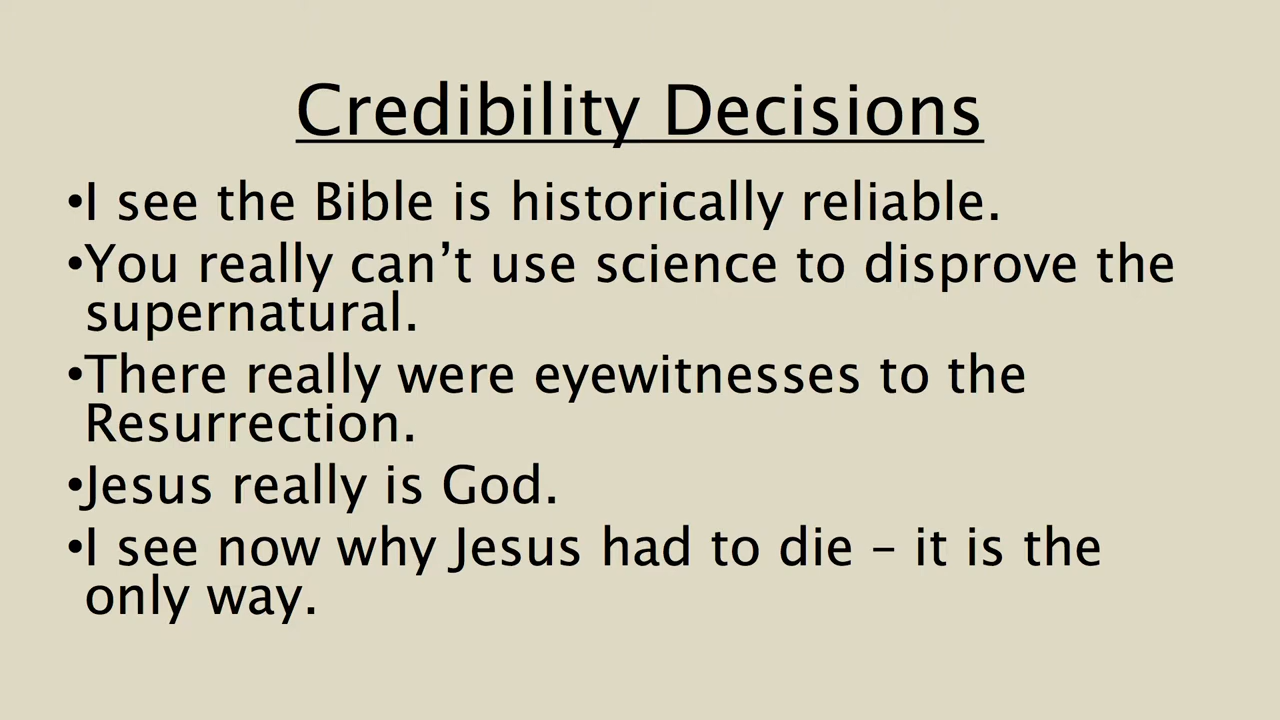 Credibility Decisions
•I see the Bible is historically reliable.
•You really can’t use science to disprove the
supernatural.
•There really were eyewitnesses to the
Resurrection.
•Jesus really is God.
•I see now why Jesus had to die – it is the
only way.